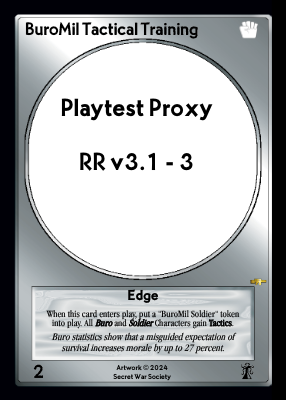 BuroMil Tactical Training
Playtest Proxy
RR v3.1 - 3
Edge
When this card enters play, put a "BuroMil Soldier" token
into play. All Buro and Soldier Characters gain Tactics.
Buro statistics show that a misguided expectation of
survival increases morale by up to 27 percent.
2
Artwork © 2024
Secret War Society